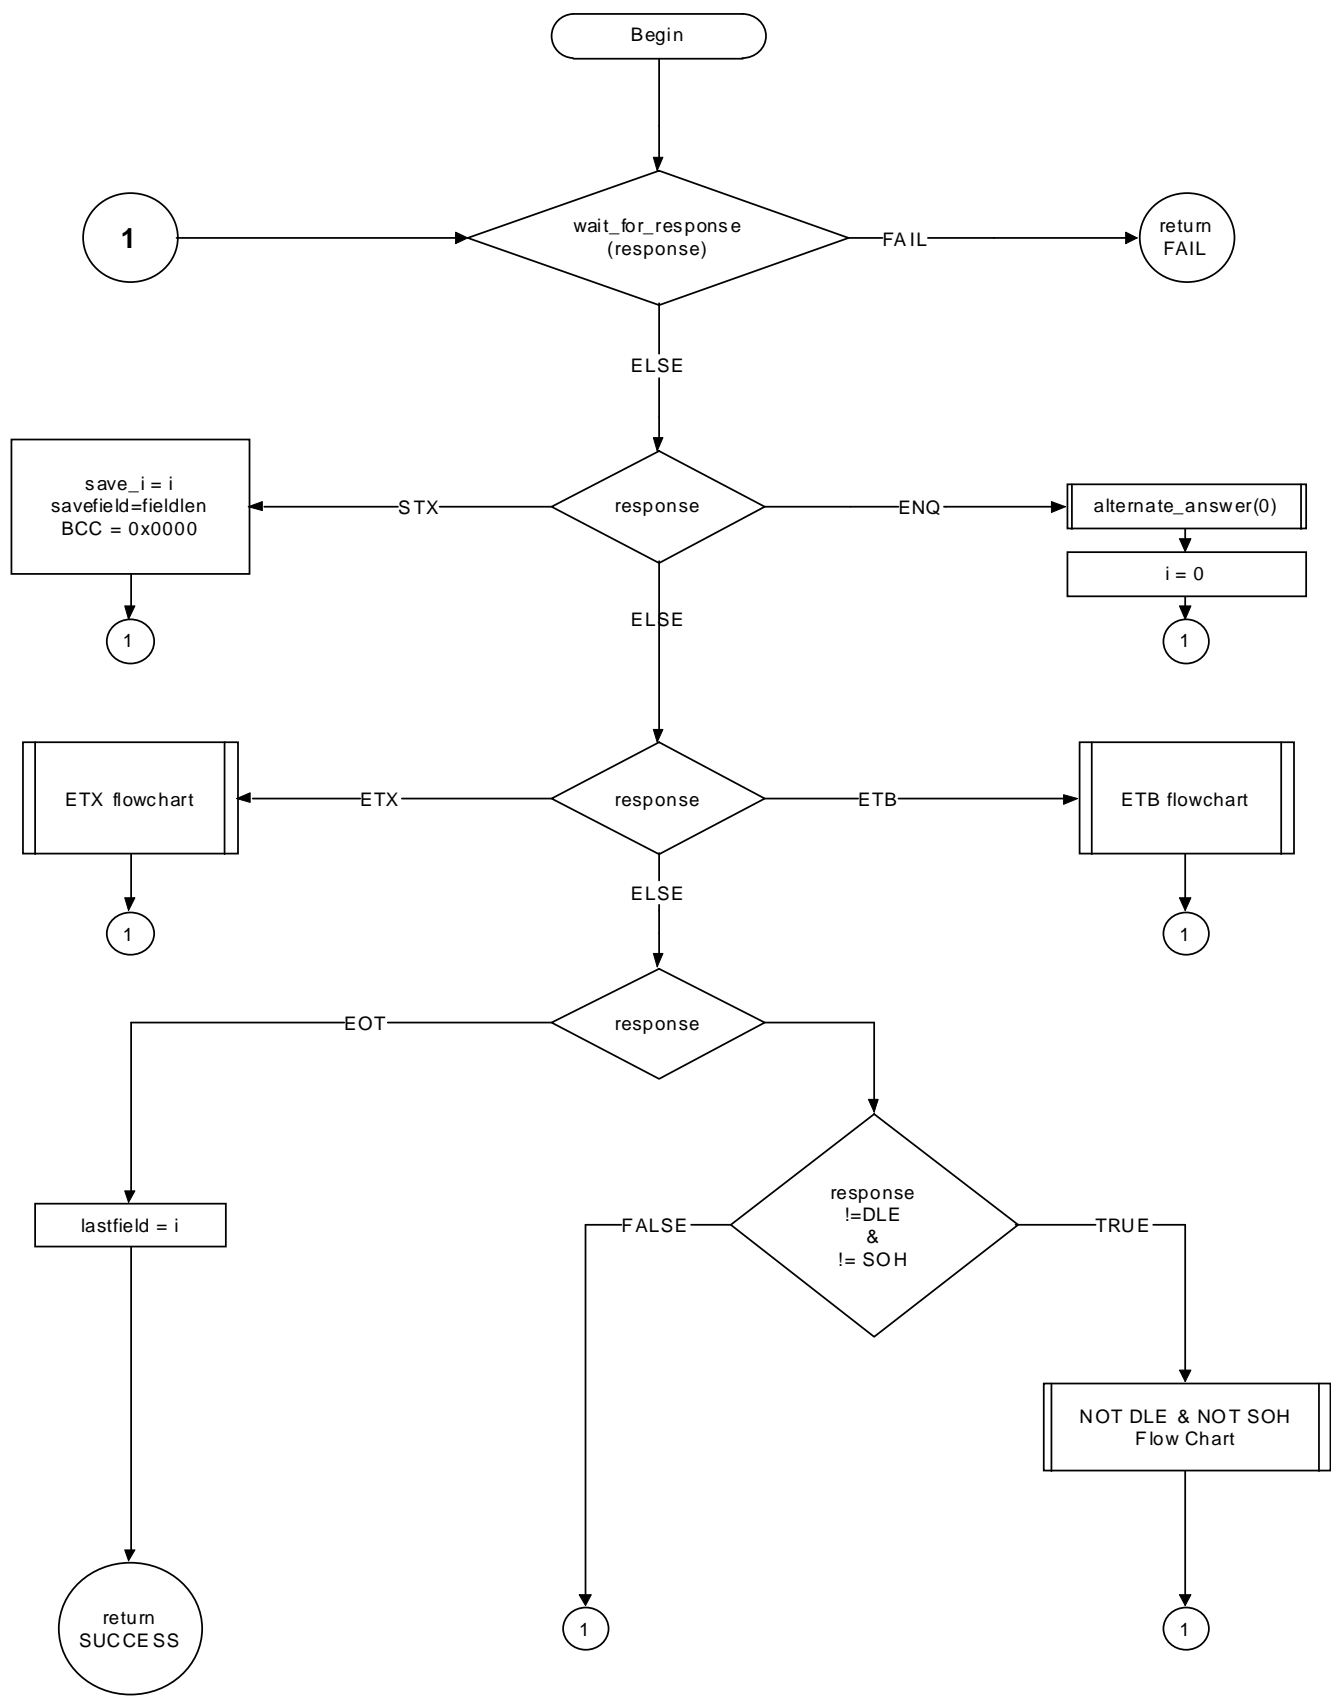 Begin
1
wait_for_response
(response)
FAIL
return
FAIL
ELSE
save_i = i
savefield=fieldlen
BCC = 0x0000
STX
response
ENQ
alternate_answer(0)
i = 0
1
ELSE
1
ETX flowchart
ETX
response
ETB
ETB flowchart
1
ELSE
1
EOT
response
lastfield = i
FALSE
response
!=DLE
&
!= SOH
TRUE
NOT DLE & NOT SOH
Flow Chart
return
SUCCESS
1
1